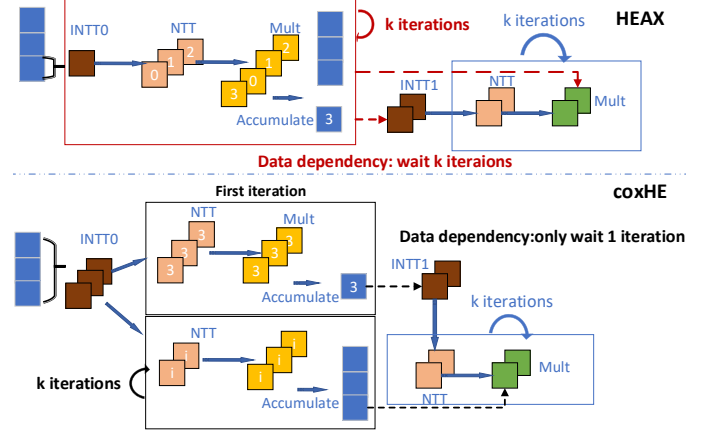 HEAX
INTT0
NTT
Mult
0
1
2
3
0
1
2
k iterations
k iterations
Accumulate
3
INTT1
NTT
Mult
Data dependency: wait k iteraions
coxHE
First iteration
INTT0
NTT
Mult
3
3
3
3
3
3
Accumulate
3
Data dependency:only wait 1 iteration
INTT1
k iterations
k iterations
NTT
i
i
i
i
i
Accumulate
NTT
Mult